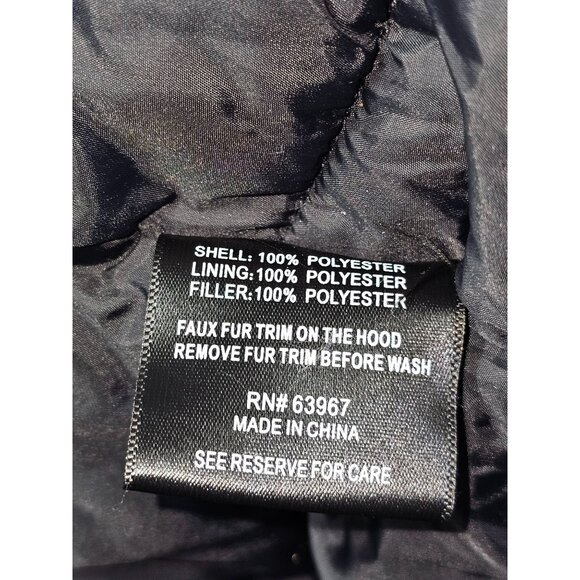 SHELL: 100% POLYESTER
LINING:100% POLYESTER
FILLER:100% POLYESTER
FAUX FUR TRIM ON THE HOOD
REMOVE FUR TRIM BEFORE WASH
RN# 63967
MADE IN CHINA
SEE RESERVE FOR CARE